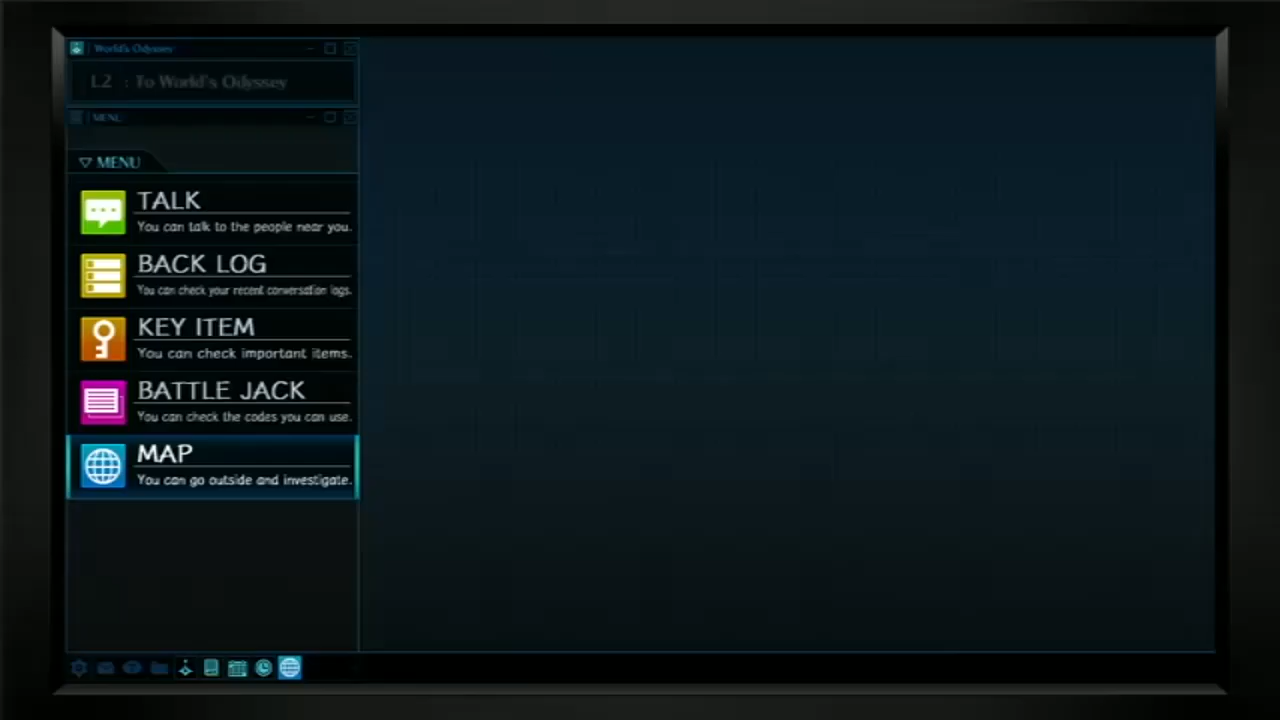 World's Odyssey
L2 : To World's Odyssey
MENU
▽ MENU
TALK
You can talk to the people near you.
BACK LOG
You can check your recent conversation logs.
KEY ITEM
You can check important items.
BATTLE JACK
You can check the codes you can use.
MAP
You can go outside and investigate.